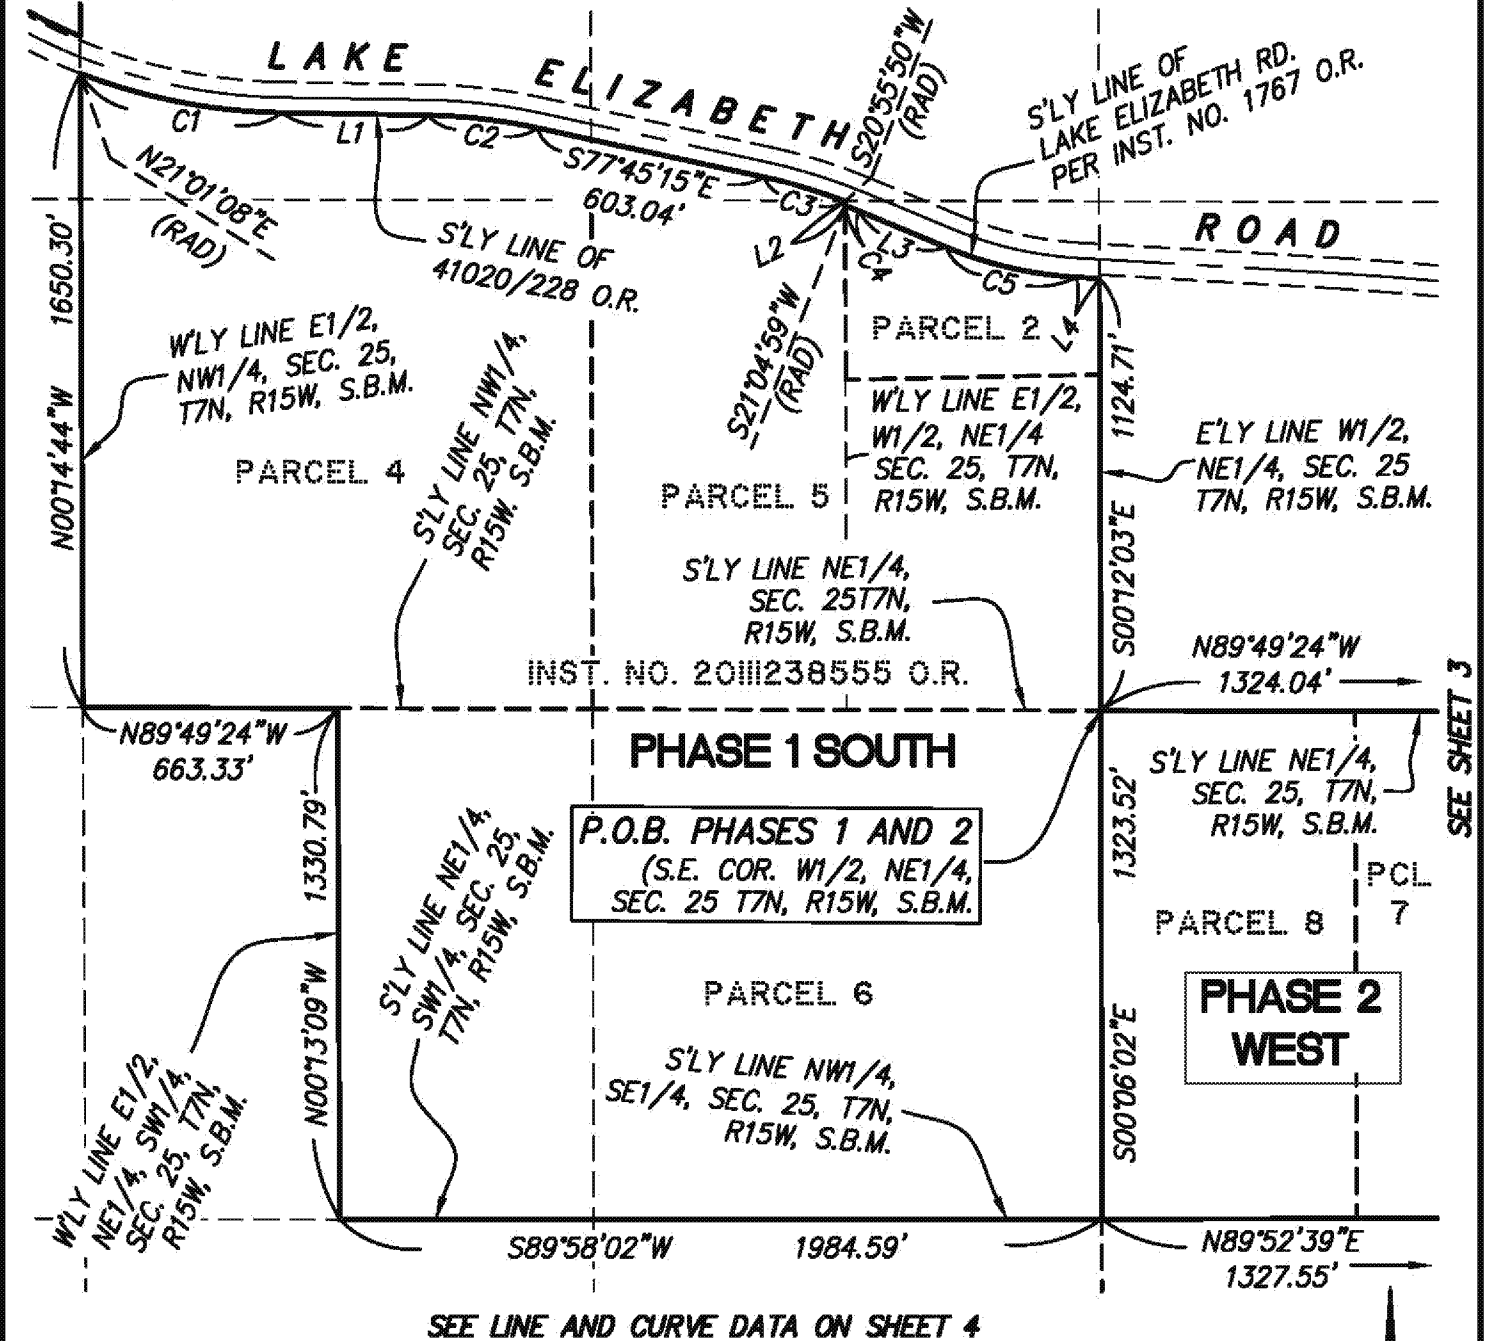 LAKE ELIZABETH ROAD
S20°55'50"W
(RAD)
S'LY LINE OF
LAKE ELIZABETH RD.
PER INST. NO. 1767 O.R.
C1
L1
C2
S77°45'15"E
603.04'
C3
L2
C4
L3
C5
L4
N21°01'08"E
(RAD)
S'LY LINE OF
41020/228 O.R.
S21°04'59"W
(RAD)
1650.30'
N00°14'44"W
W'LY LINE E1/2,
NW1/4, SEC. 25,
T7N, R15W, S.B.M.
S'LY LINE NW1/4,
SEC. 25, T7N,
R15W. S.B.M.
PARCEL 2
PARCEL 4
PARCEL 5
W'LY LINE E1/2,
W1/2, NE1/4
SEC. 25, T7N,
R15W, S.B.M.
1124.71'
S00°12'03"E
E'LY LINE W1/2,
NE1/4, SEC. 25
T7N, R15W, S.B.M.
S'LY LINE NE1/4,
SEC. 25T7N,
R15W, S.B.M.
INST. NO. 20111238555 O.R.
N89°49'24"W
1324.04'
SEE SHEET 3
N89°49'24"W
663.33'
PHASE 1 SOUTH
P.O.B. PHASES 1 AND 2
(S.E. COR. W1/2, NE1/4,
SEC. 25 T7N, R15W, S.B.M.
S'LY LINE NE1/4,
SEC. 25, T7N,
R15W, S.B.M.
1330.79'
N00°13'09"W
S'LY LINE NE1/4,
SW1/4, SEC. 25,
T7N, R15W, S.B.M.
1323.52'
S00°06'02"E
PARCEL 8
PCL
7
PARCEL 6
PHASE 2
WEST
W'LY LINE E1/2,
NE1/4, SW1/4,
SEC. 25, T7N,
R15W, S.B.M.
S'LY LINE NW1/4,
SE1/4, SEC. 25, T7N,
R15W, S.B.M.
S89°58'02"W 1984.59'
N89°52'39"E
1327.55'
SEE LINE AND CURVE DATA ON SHEET 4